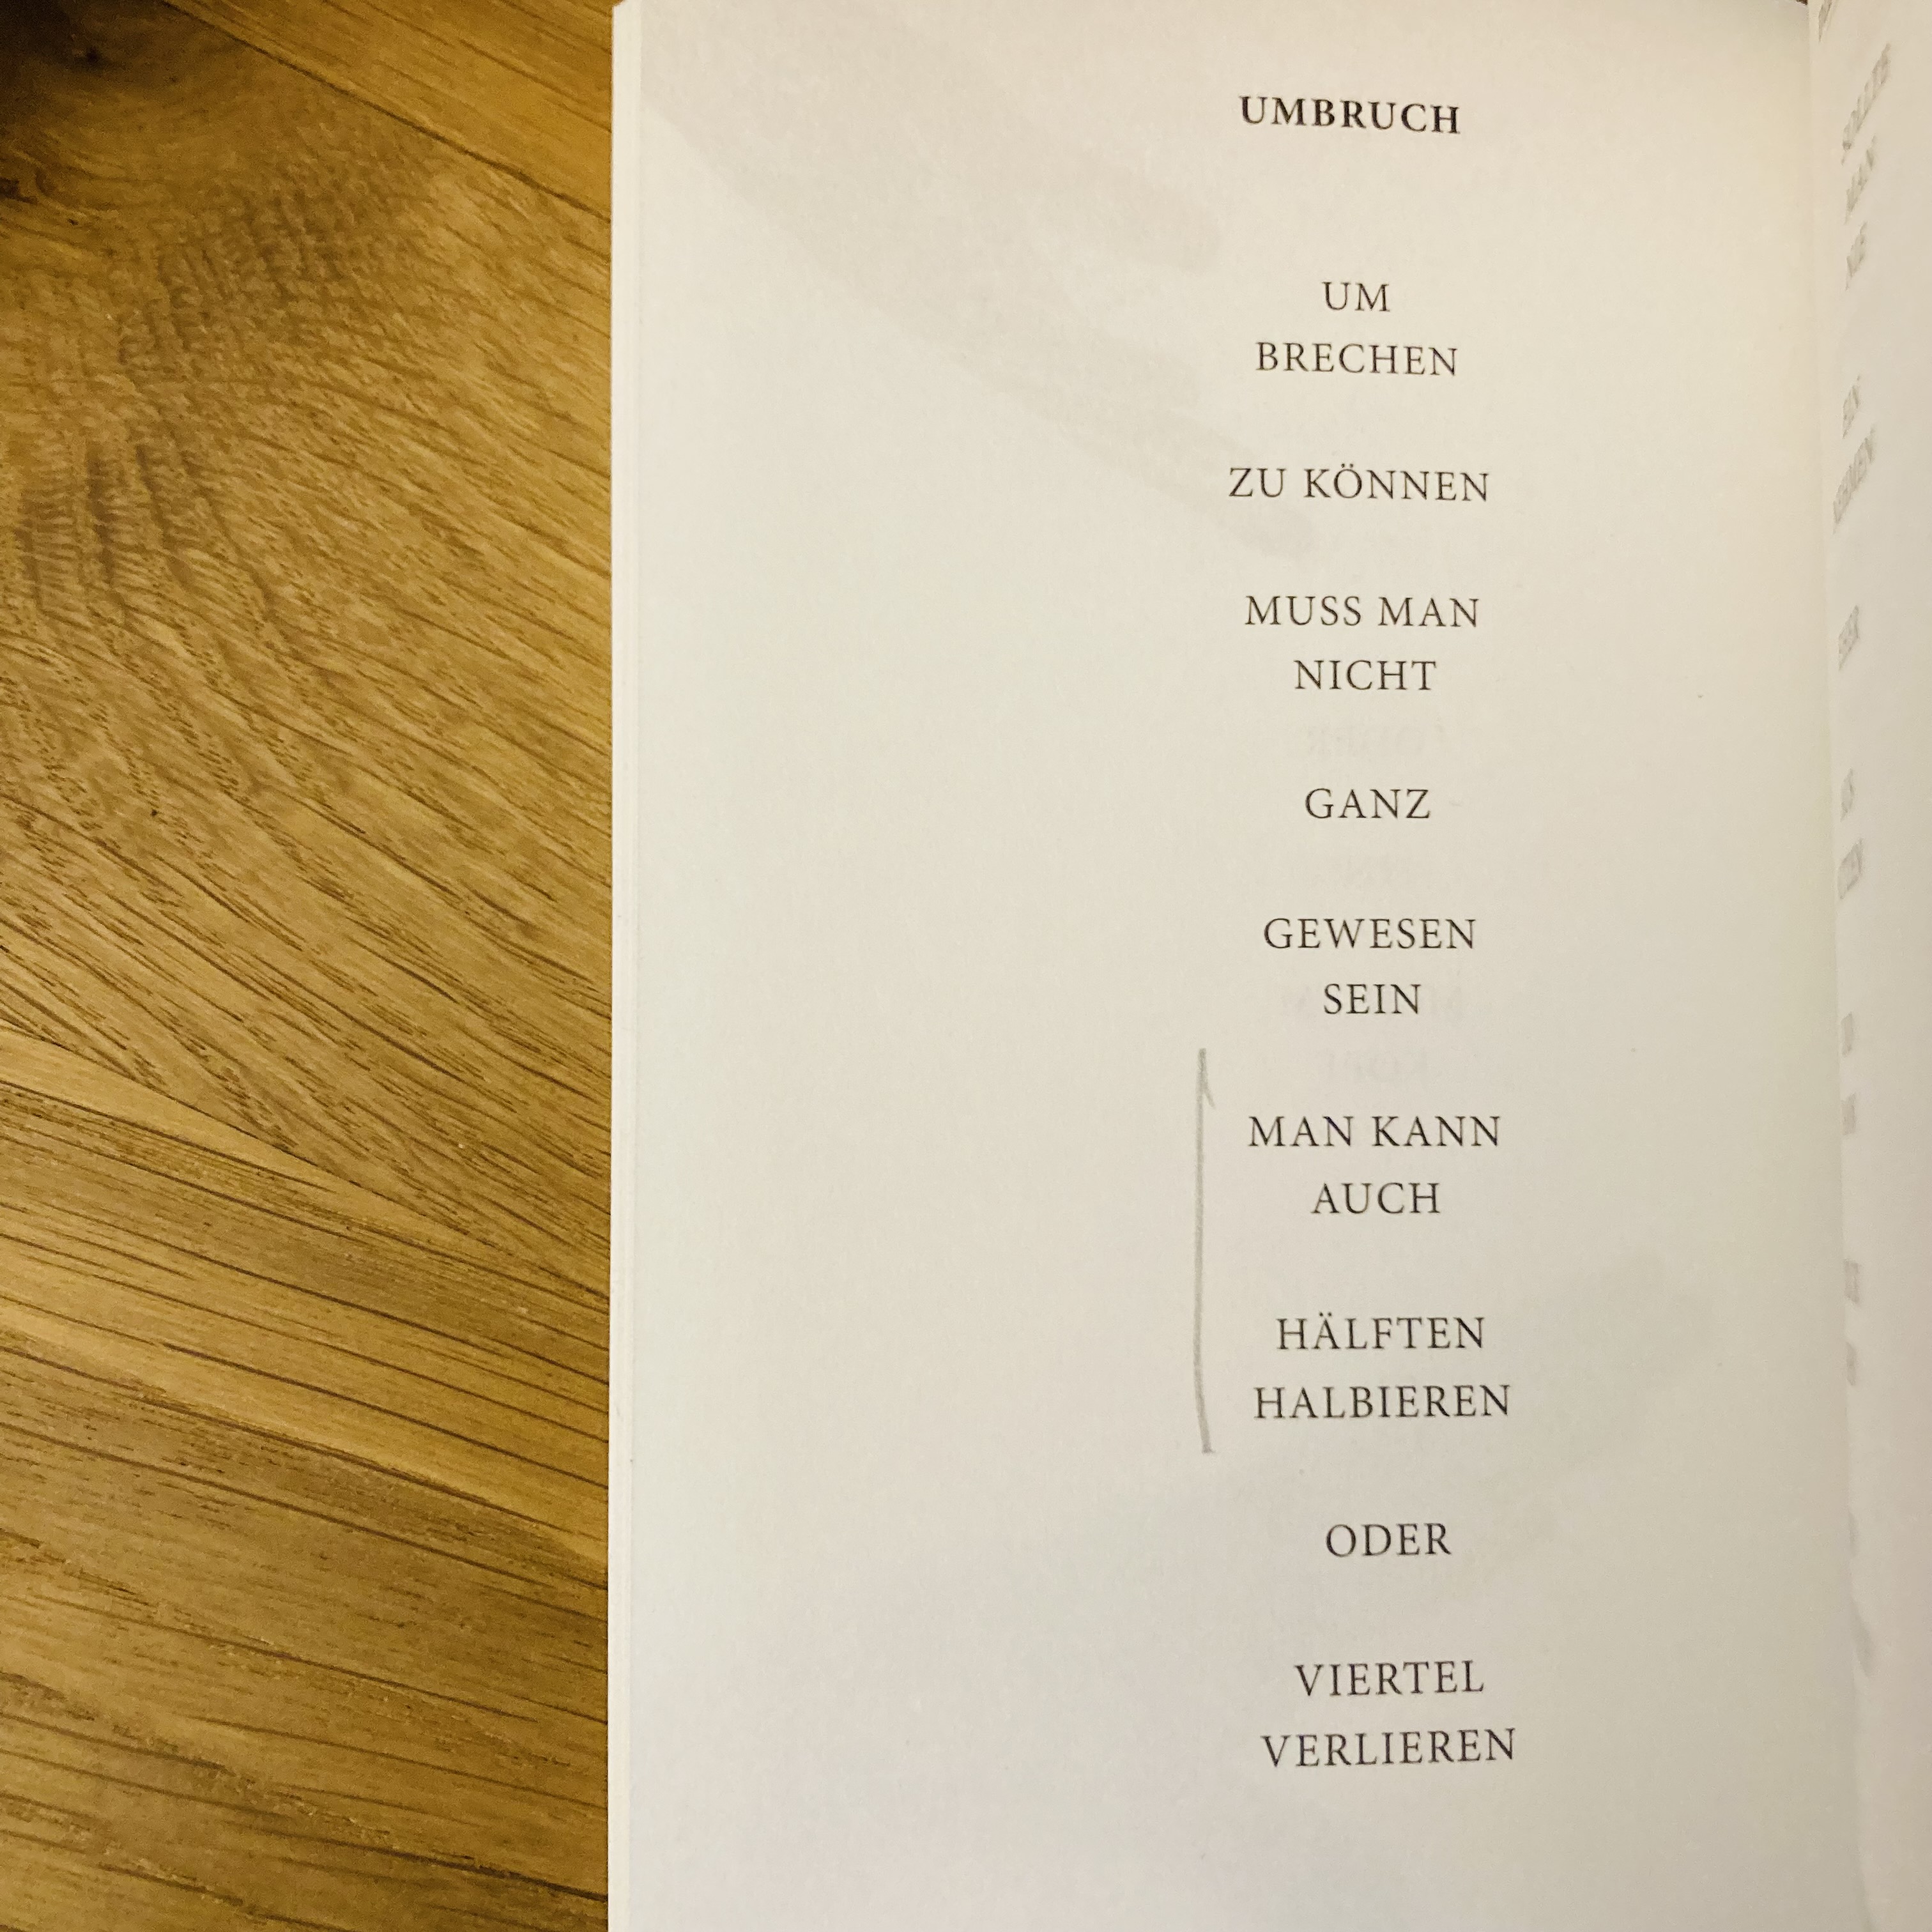 UMBRUCH
UM
BRECHEN
ZU KÖNNEN
MUSS MAN
NICHT
GANZ
GEWESEN
SEIN
MAN KANN
AUCH
HÄLFTEN
HALBIEREN
ODER
VIERTEL
VERLIEREN